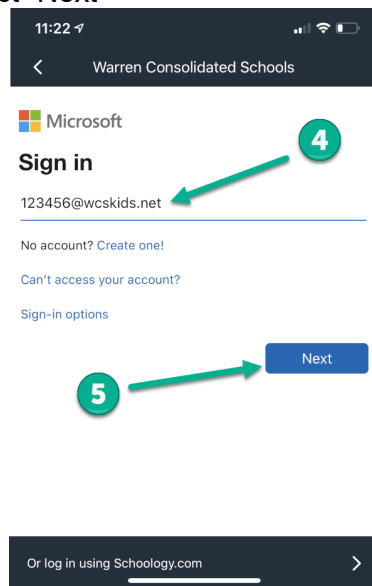 11:22
Warren Consolidated Schools
Microsoft
4
Sign in
123456@wcskids.net
No account? Create one!
Can't access your account?
Sign-in options
Next
5
Or log in using Schoology.com